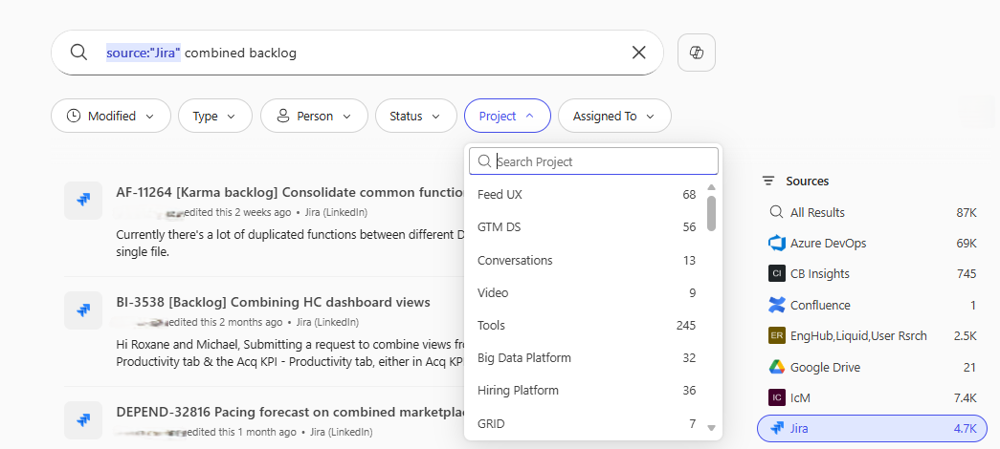 source:"Jira" combined backlog
Modified
Type
Person
Status
Project
Assigned To
Search Project
Feed UX 68
GTM DS 56
Conversations 13
Video 9
Tools 245
Big Data Platform 32
Hiring Platform 36
GRID 7
AF-11264 [Karma backlog] Consolidate common functio
edited this 2 weeks ago • Jira (LinkedIn)
Currently there's a lot of duplicated functions between different D
single file.
BI-3538 [Backlog] Combining HC dashboard views
edited this 2 months ago • Jira (LinkedIn)
Hi Roxane and Michael, Submitting a request to combine views fro
Productivity tab & the Acq KPI - Productivity tab, either in Acq KP
DEPEND-32816 Pacing forecast on combined marketplac
edited this 1 month ago • Jira (LinkedIn)
Sources
All Results 87K
Azure DevOps 69K
CI CB Insights 745
Confluence 1
ER EngHub,Liquid,User Rsrch 2.5K
Google Drive 21
IC IcM 7.4K
Jira 4.7K